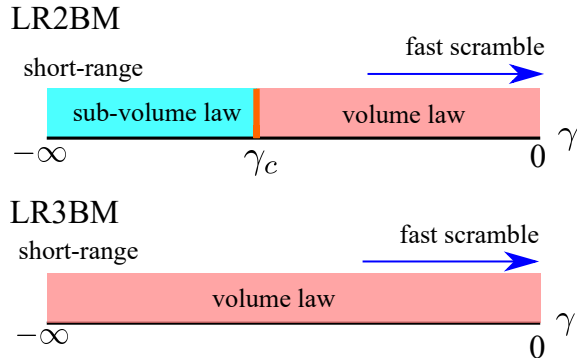 LR2BM
fast scramble
short-range
sub-volume law volume law
−∞ γc 0 γ
LR3BM
fast scramble
short-range
volume law
−∞ 0 γ